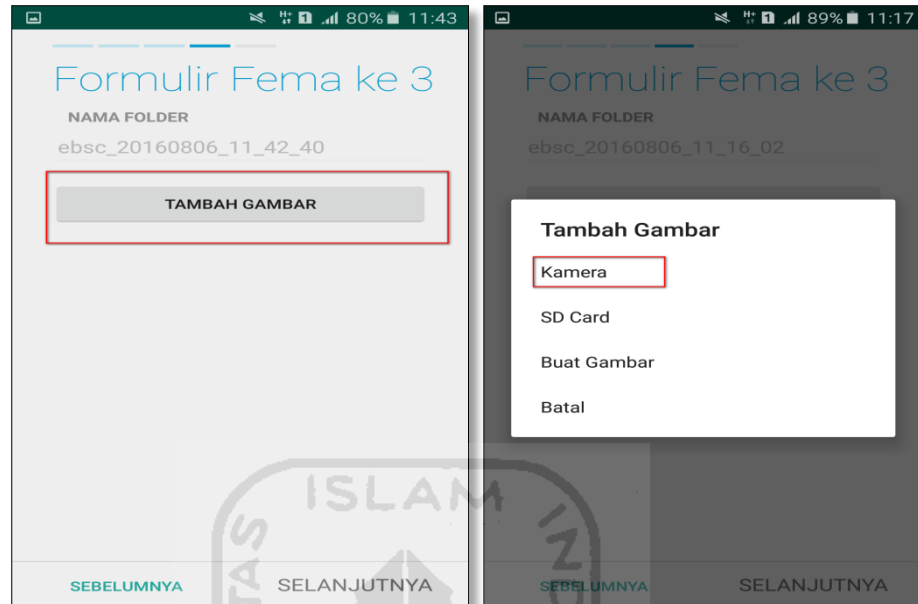 80% 11:43
Formulir Fema ke 3
NAMA FOLDER
ebsc_20160806_11_42_40
TAMBAH GAMBAR
SEBELUMNYA SELANJUTNYA
89% 11:17
Formulir Fema ke 3
NAMA FOLDER
ebsc_20160806_11_16_02
Tambah Gambar
Kamera
SD Card
Buat Gambar
Batal
SEBELUMNYA SELANJUTNYA
ISLAM